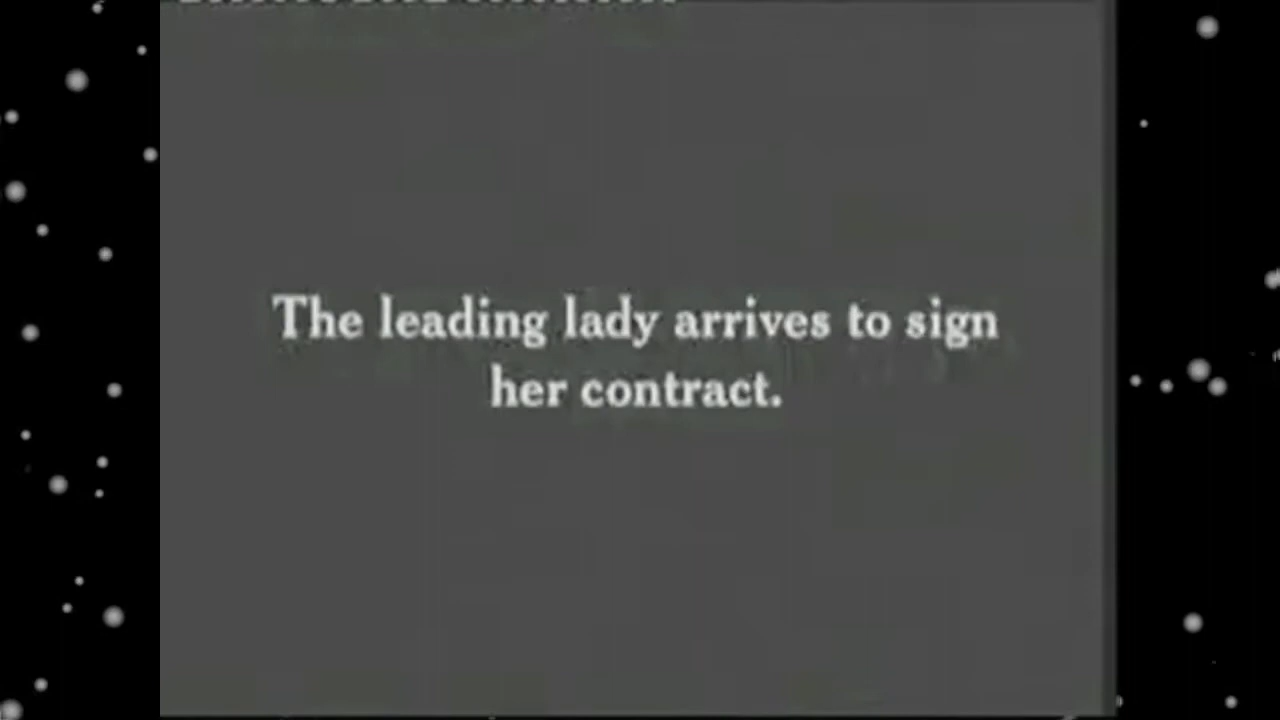 The leading lady arrives to sign
her contract.